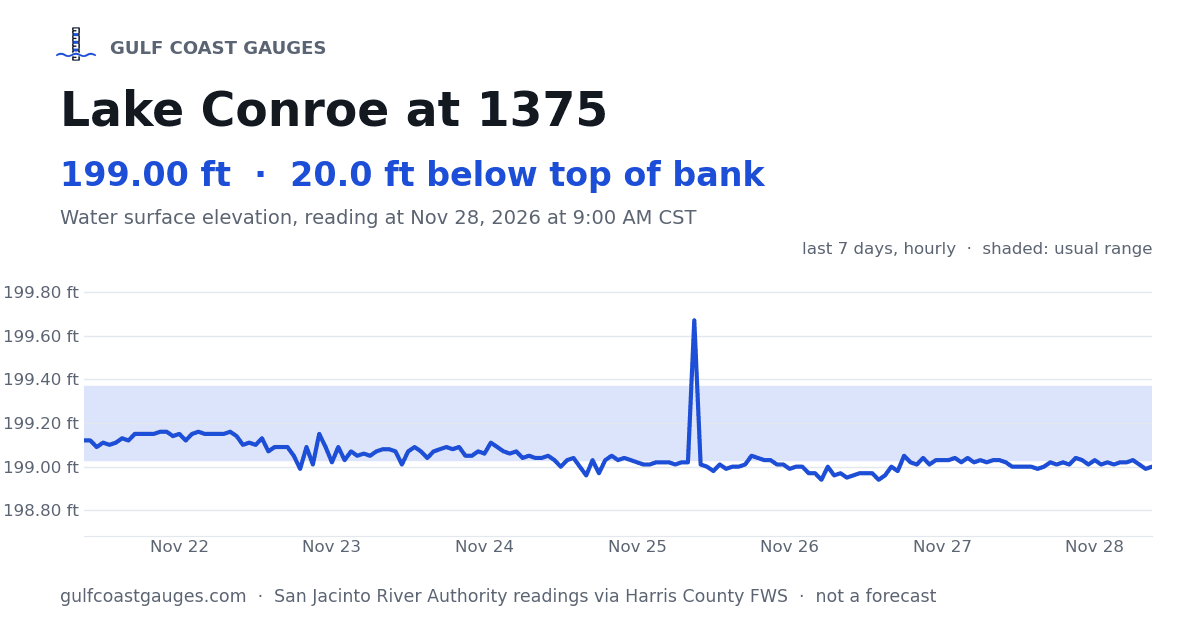 GULF COAST GAUGES
Lake Conroe at 1375
199.00 ft · 20.0 ft below top of bank
Water surface elevation, reading at Nov 28, 2026 at 9:00 AM CST
last 7 days, hourly · shaded: usual range
199.80 ft
199.60 ft
199.40 ft
199.20 ft
199.00 ft
198.80 ft
Nov 22 Nov 23 Nov 24 Nov 25 Nov 26 Nov 27 Nov 28
gulfcoastgauges.com · San Jacinto River Authority readings via Harris County FWS · not a forecast